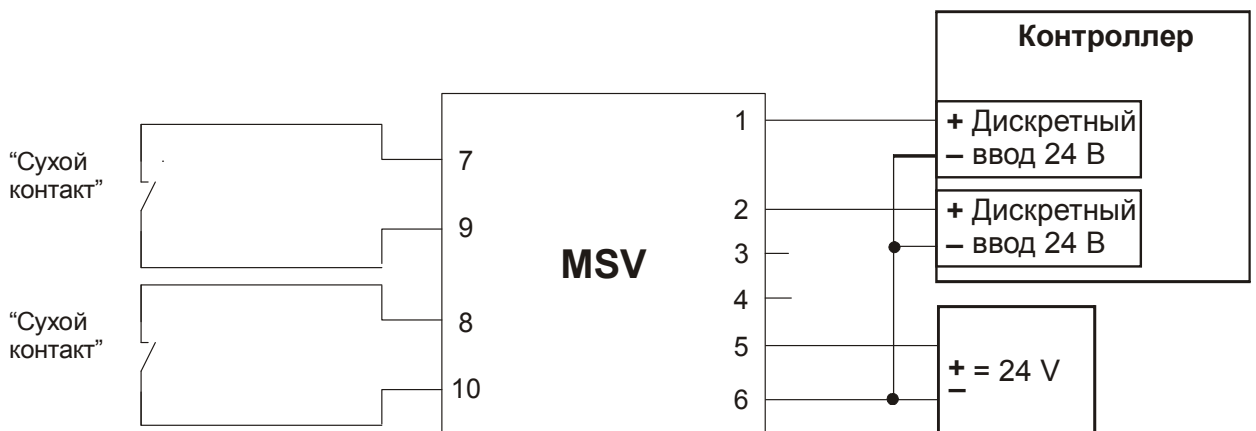 Контроллер
1
+ Дискретный
– ввод 24 В
“Сухой
контакт”
7
9
2
+ Дискретный
– ввод 24 В
MSV
3
4
“Сухой
контакт”
8
10
5
6
+ = 24 V
–